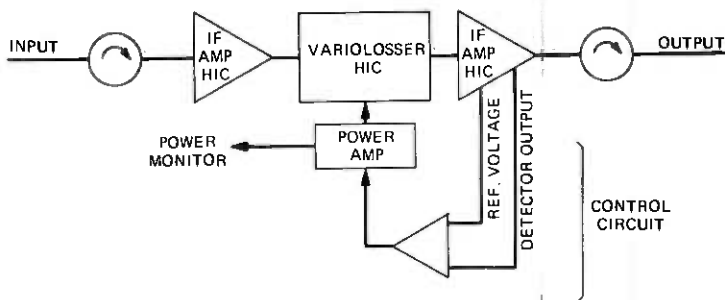 INPUT
IF
AMP
HIC
VARIOLOSSER
HIC
IF
AMP
HIC
OUTPUT
POWER
MONITOR
POWER
AMP
REF. VOLTAGE
DETECTOR OUTPUT
CONTROL
CIRCUIT